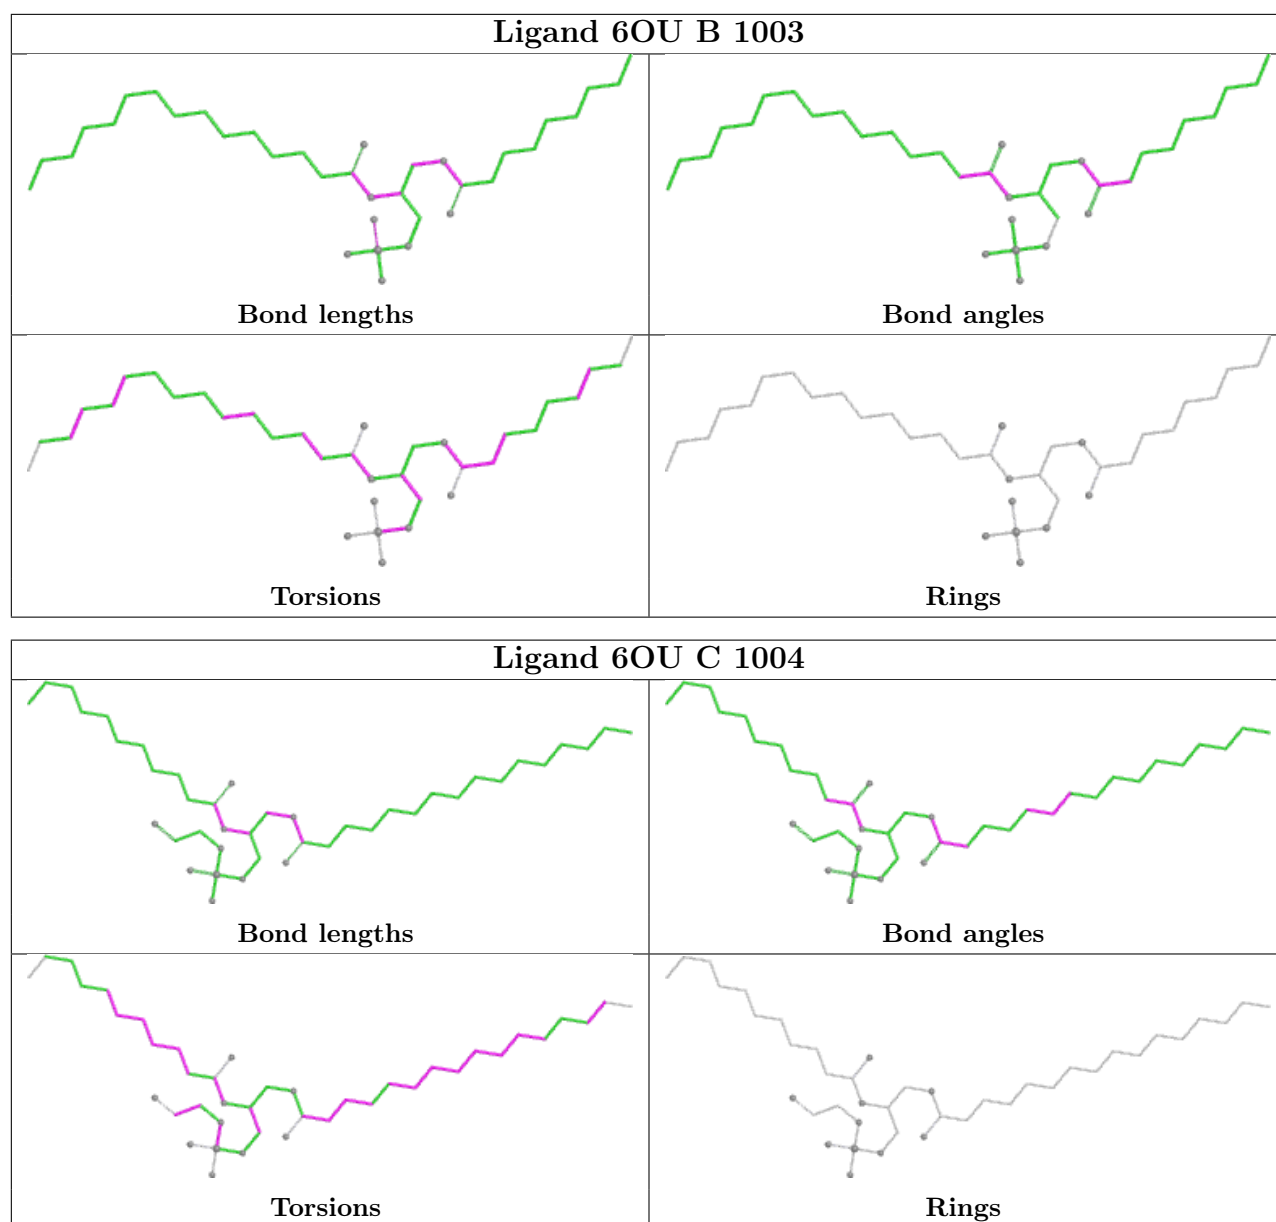 Ligand 6OU B 1003
Bond lengths
Bond angles
Torsions
Rings
Ligand 6OU C 1004
Bond lengths
Bond angles
Torsions
Rings